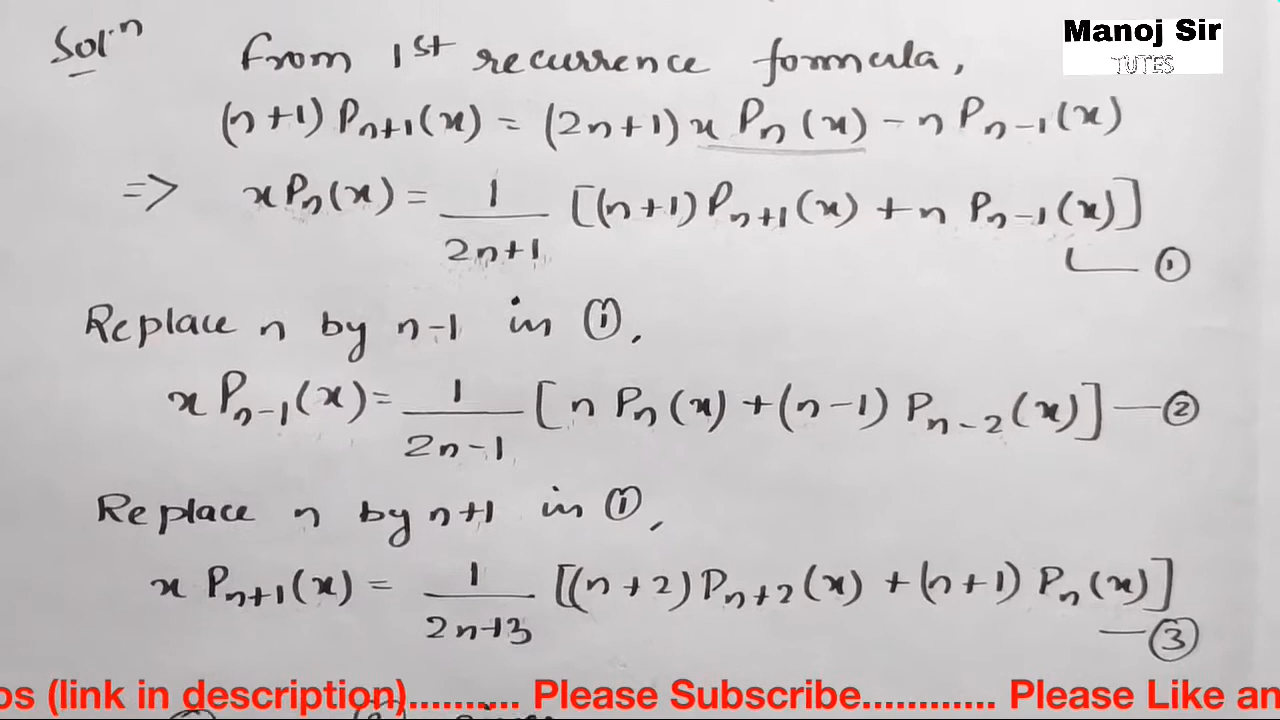 Solⁿ From 1st recurrence formula,
Manoj Sir
TUTES
(n+1) Pₙ₊₁(x) = (2n+1) x Pₙ(x) - n Pₙ₋₁(x)
=> x Pₙ(x) = 1/(2n+1) [(n+1) Pₙ₊₁(x) + n Pₙ₋₁(x)]
— ①
Replace n by n-1 in ①,
x Pₙ₋₁(x) = 1/(2n-1) [n Pₙ(x) + (n-1) Pₙ₋₂(x)] — ②
Replace n by n+1 in ①,
x Pₙ₊₁(x) = 1/(2n+3) [(n+2) Pₙ₊₂(x) + (n+1) Pₙ(x)]
— ③
os (link in description).......... Please Subscribe............ Please Like an